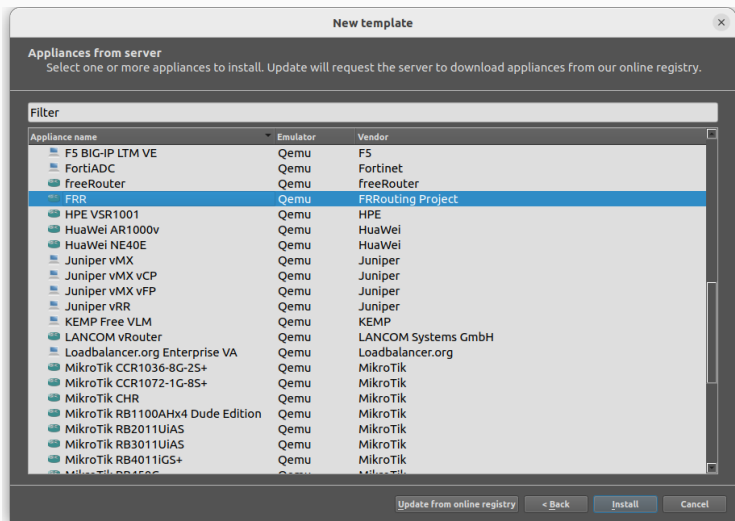 New template
Appliances from server
Select one or more appliances to install. Update will request the server to download appliances from our online registry.
Filter
Appliance name Emulator Vendor
F5 BIG-IP LTM VE Qemu F5
FortiADC Qemu Fortinet
freeRouter Qemu freeRouter
FRR Qemu FRRouting Project
HPE VSR1001 Qemu HPE
HuaWei AR1000v Qemu HuaWei
HuaWei NE40E Qemu HuaWei
Juniper vMX Qemu Juniper
Juniper vMX vCP Qemu Juniper
Juniper vMX vFP Qemu Juniper
Juniper vRR Qemu Juniper
KEMP Free VLM Qemu KEMP
LANCOM vRouter Qemu LANCOM Systems GmbH
Loadbalancer.org Enterprise VA Qemu Loadbalancer.org
MikroTik CCR1036-8G-2S+ Qemu MikroTik
MikroTik CCR1072-1G-8S+ Qemu MikroTik
MikroTik CHR Qemu MikroTik
MikroTik RB1100AHx4 Dude Edition Qemu MikroTik
MikroTik RB2011UiAS Qemu MikroTik
MikroTik RB3011UiAS Qemu MikroTik
MikroTik RB4011iGS+ Qemu MikroTik
Update from online registry < Back Install Cancel